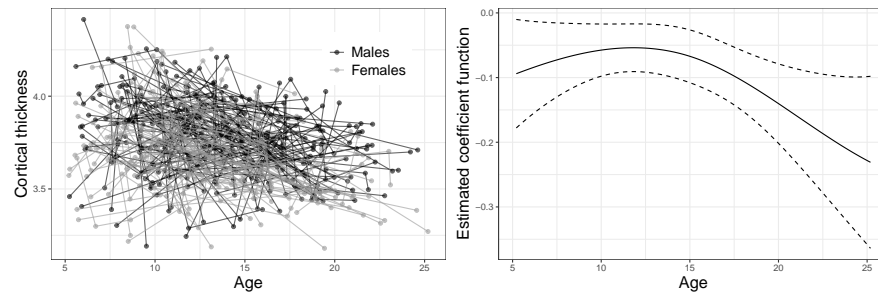 Males
Females
4.0
3.5
Cortical thickness
5
10
15
20
25
Age
0.0
−0.1
−0.2
−0.3
Estimated coefficient function
5
10
15
20
25
Age